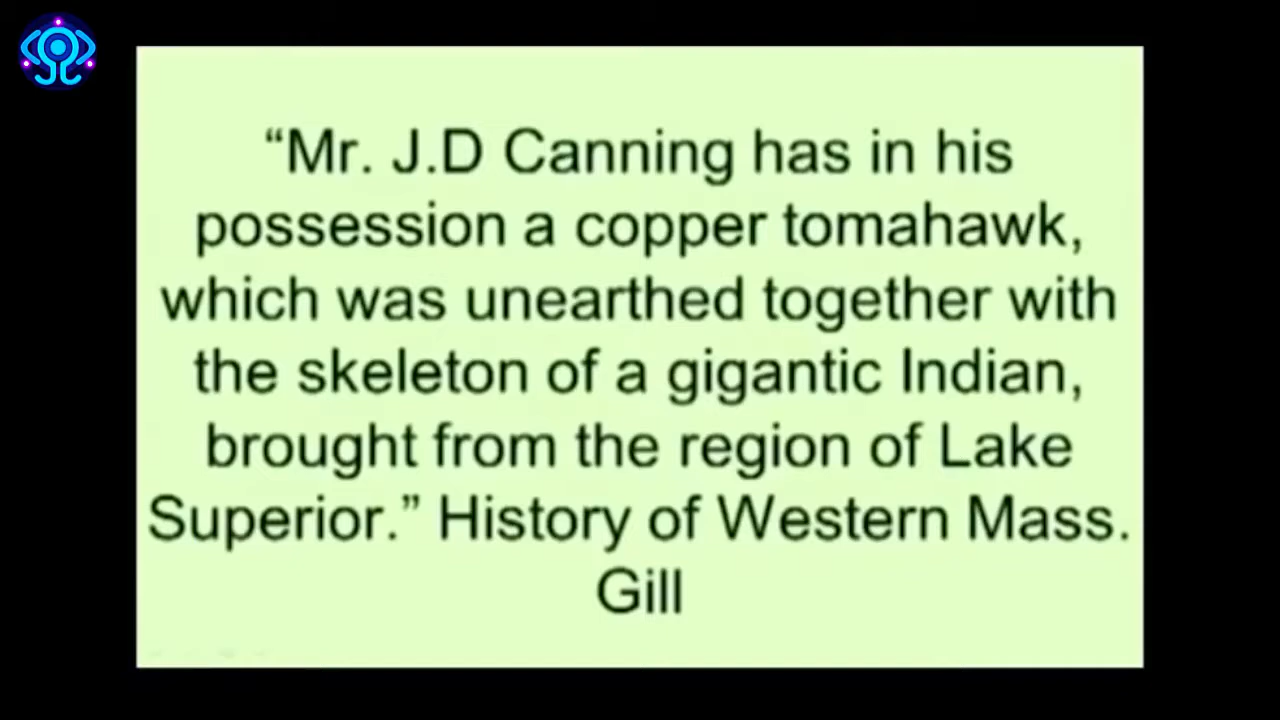 “Mr. J.D Canning has in his
possession a copper tomahawk,
which was unearthed together with
the skeleton of a gigantic Indian,
brought from the region of Lake
Superior.” History of Western Mass.
Gill